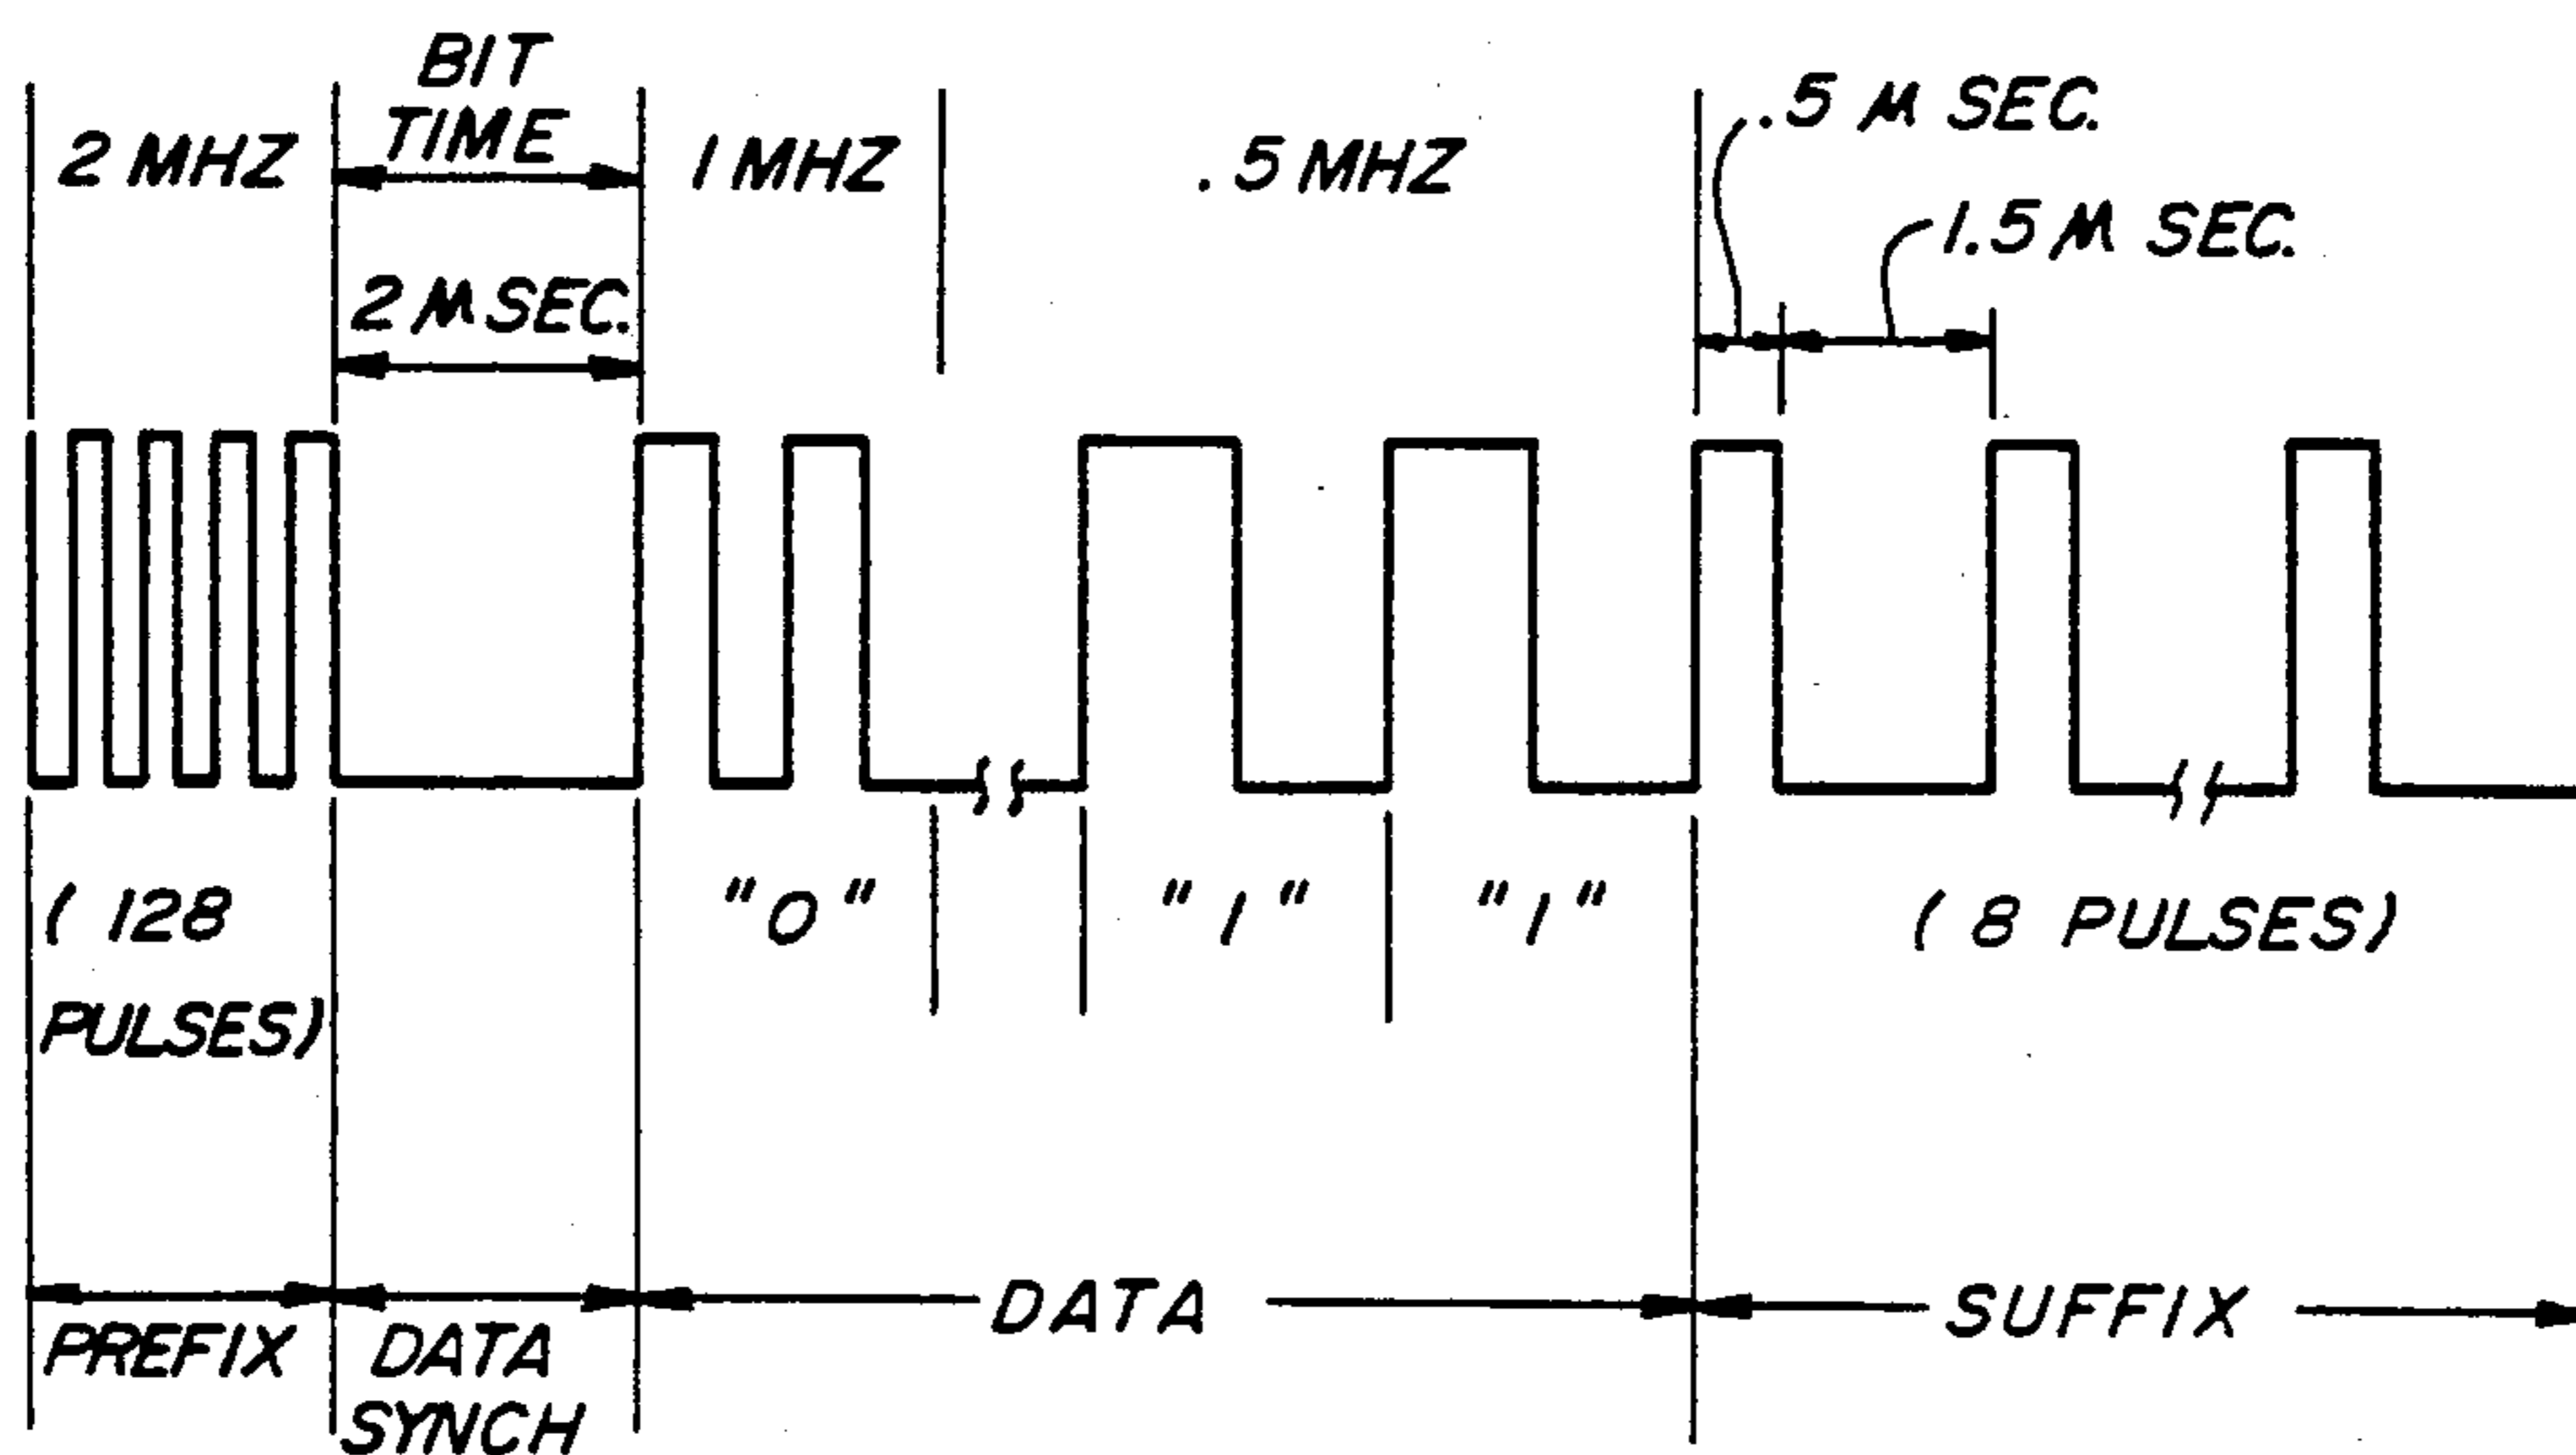 BIT
TIME
2 MHZ
1 MHZ
.5 MHZ
.5 µ SEC.
1.5 µ SEC.
2 µ SEC.
( 128
PULSES)
"0"
"1"
"1"
( 8 PULSES)
PREFIX
DATA
SYNCH
DATA
SUFFIX